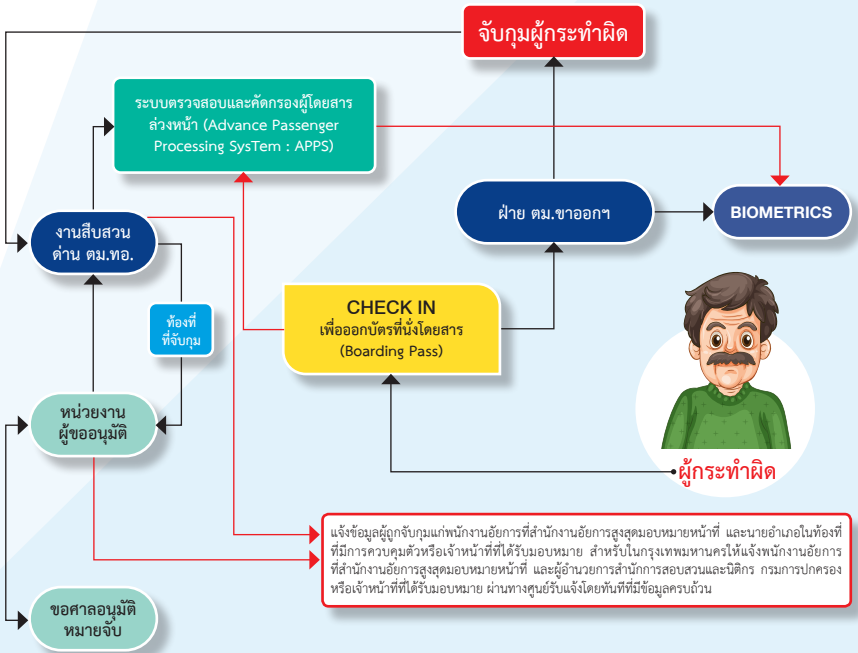 จับกุมผู้กระทำผิด
ระบบตรวจสอบและคัดกรองผู้โดยสาร
ล่วงหน้า (Advance Passenger
Processing SysTem : APPS)
งานสืบสวน
ด่าน ตม.ทอ.
ฝ่าย ตม.ขาออกฯ
BIOMETRICS
ท้องที่
ที่จับกุม
CHECK IN
เพื่อออกบัตรที่นั่งโดยสาร
(Boarding Pass)
หน่วยงาน
ผู้ขออนุมัติ
ผู้กระทำผิด
แจ้งข้อมูลผู้ถูกจับกุมแก่พนักงานอัยการที่สำนักงานอัยการสูงสุดมอบหมายหน้าที่ และนายอำเภอในท้องที่
ที่มีการควบคุมตัวหรือเจ้าหน้าที่ที่ได้รับมอบหมาย สำหรับในกรุงเทพมหานครให้แจ้งพนักงานอัยการ
ที่สำนักงานอัยการสูงสุดมอบหมายหน้าที่ และผู้อำนวยการสำนักการสอบสวนและนิติกร กรมการปกครอง
หรือเจ้าหน้าที่ที่ได้รับมอบหมาย ผ่านทางศูนย์รับแจ้งโดยทันทีที่มีข้อมูลครบถ้วน
ขอศาลอนุมัติ
หมายจับ